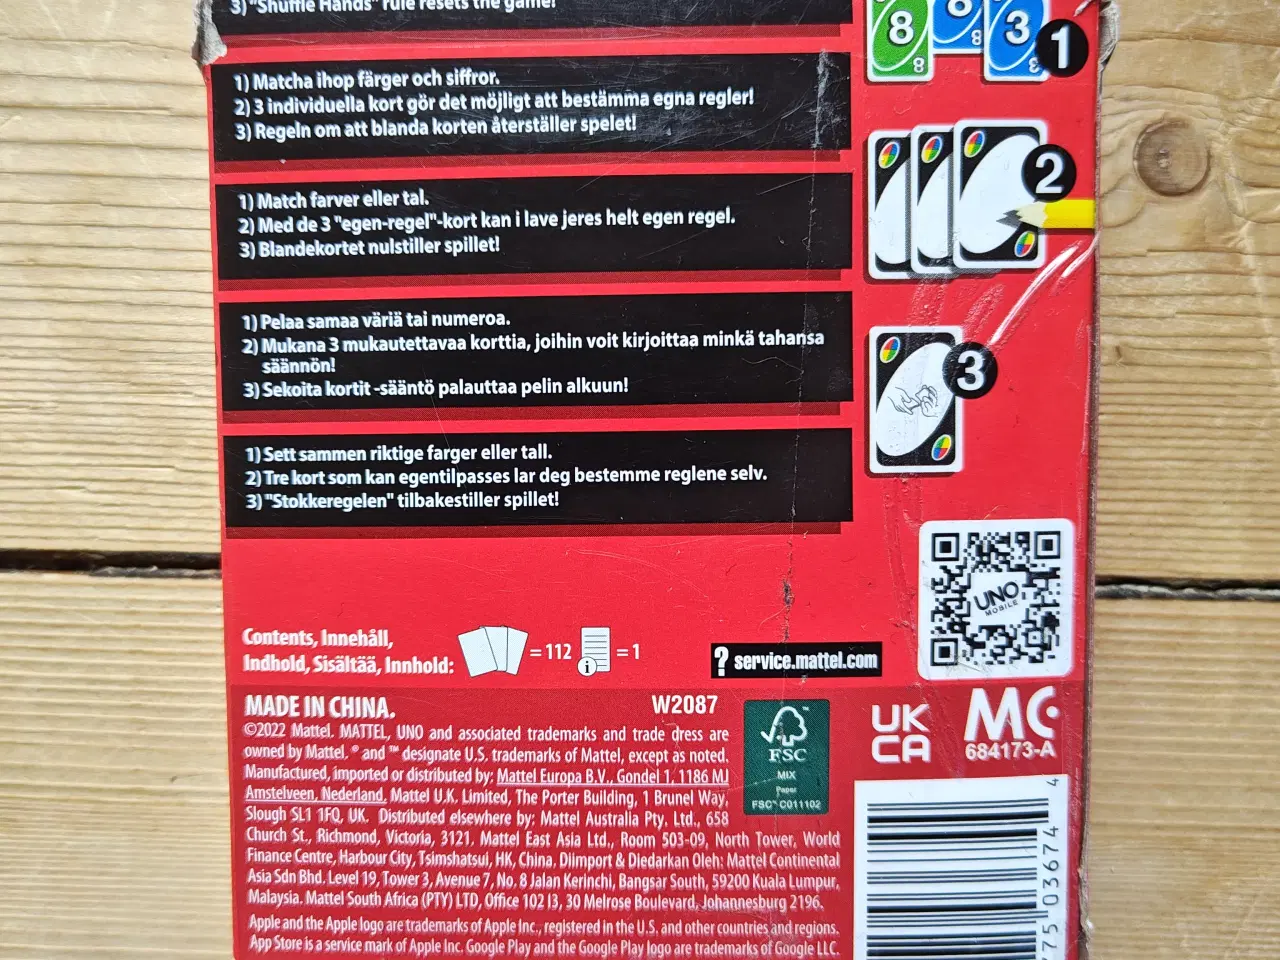 3) "Shuffle Hands" rule resets the game!
1) Matcha ihop färger och siffror.
2) 3 individuella kort gör det möjligt att bestämma egna regler!
3) Regeln om att blanda korten återställer spelet!
1) Match farver eller tal.
2) Med de 3 "egen-regel"-kort kan i lave jeres helt egen regel.
3) Blandekortet nulstiller spillet!
1) Pelaa samaa väriä tai numeroa.
2) Mukana 3 mukautettavaa korttia, joihin voit kirjoittaa minkä tahansa
säännön!
3) Sekoita kortit -sääntö palauttaa pelin alkuun!
1) Sett sammen riktige farger eller tall.
2) Tre kort som kan egentilpasses lar deg bestemme reglene selv.
3) "Stokkeregelen" tilbakestiller spillet!
8 8 3 1
8 8 3
2
3
UNO
MOBILE
Contents, Innehåll,
Indhold, Sisältää, Innhold: = 112 i = 1
? service.mattel.com
MADE IN CHINA. W2087
©2022 Mattel. MATTEL, UNO and associated trademarks and trade dress are
owned by Mattel. ® and ™ designate U.S. trademarks of Mattel, except as noted.
Manufactured, imported or distributed by: Mattel Europa B.V., Gondel 1, 1186 MJ
Amstelveen, Nederland. Mattel U.K. Limited, The Porter Building, 1 Brunel Way,
Slough SL1 1FQ, UK. Distributed elsewhere by: Mattel Australia Pty. Ltd., 658
Church St., Richmond, Victoria, 3121. Mattel East Asia Ltd., Room 503-09, North Tower, World
Finance Centre, Harbour City, Tsimshatsui, HK, China. Diimport & Diedarkan Oleh: Mattel Continental
Asia Sdn Bhd. Level 19, Tower 3, Avenue 7, No. 8 Jalan Kerinchi, Bangsar South, 59200 Kuala Lumpur,
Malaysia. Mattel South Africa (PTY) LTD, Office 102 I3, 30 Melrose Boulevard, Johannesburg 2196.
Apple and the Apple logo are trademarks of Apple Inc., registered in the U.S. and other countries and regions.
App Store is a service mark of Apple Inc. Google Play and the Google Play logo are trademarks of Google LLC.
FSC
MIX
Paper
FSC™ C011102
UK
CA
MC
684173-A
75 03674 4